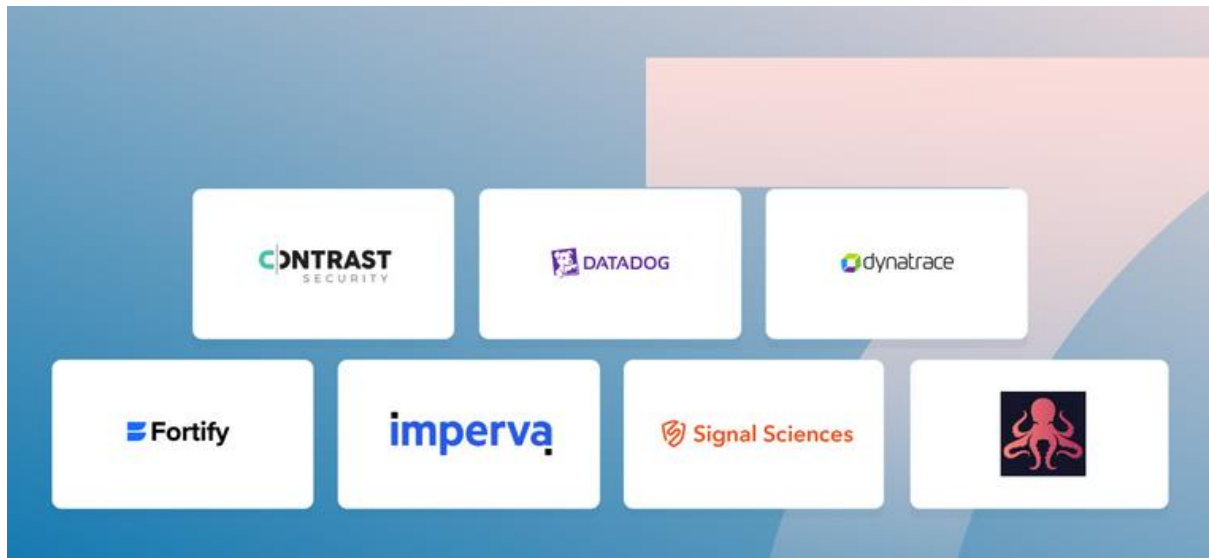 CONTRAST
SECURITY
DATADOG
dynatrace
Fortify
imperva
Signal Sciences